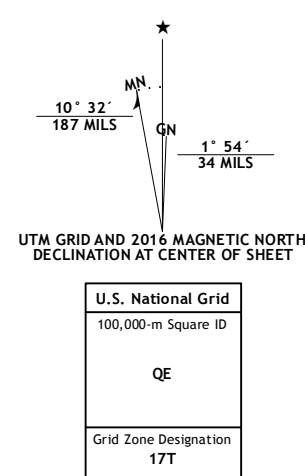 ★
MN
GN
10° 32´
187 MILS
1° 54´
34 MILS
UTM GRID AND 2016 MAGNETIC NORTH
DECLINATION AT CENTER OF SHEET
U.S. National Grid
100,000-m Square ID
QE
Grid Zone Designation
17T